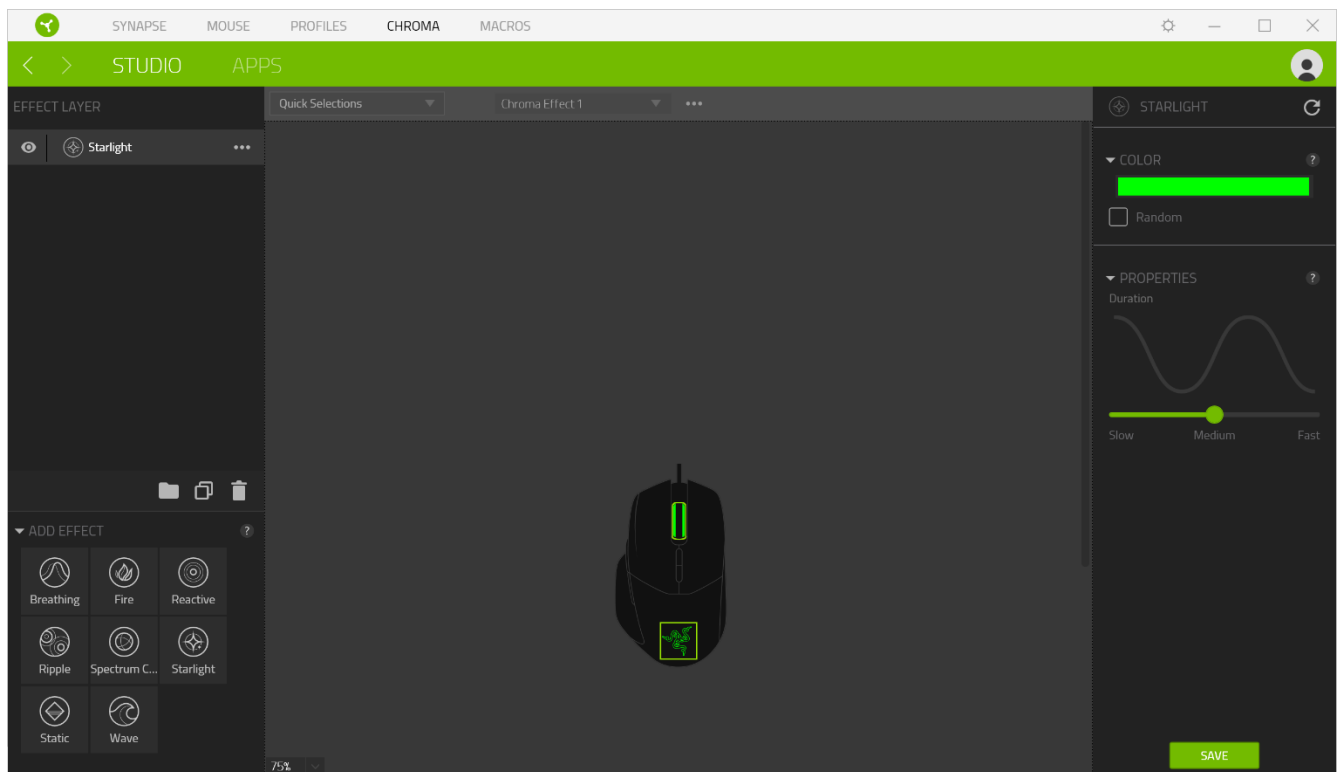 SYNAPSE MOUSE PROFILES CHROMA MACROS
STUDIO APPS
EFFECT LAYER
Starlight
Quick Selections
Chroma Effect 1
STARLIGHT
COLOR ?
Random
PROPERTIES ?
Duration
Slow Medium Fast
ADD EFFECT ?
Breathing Fire Reactive
Ripple Spectrum C... Starlight
Static Wave
75%
SAVE